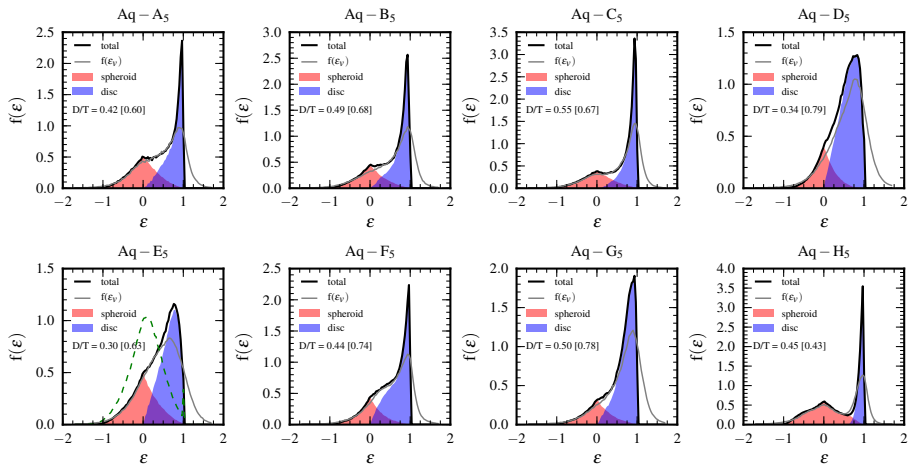 Aq − A5
f(ε)
2.5
2.0
1.5
1.0
0.5
0.0
total
f(εV)
spheroid
disc
D/T = 0.42 [0.60]
−2 −1 0 1 2
ε
Aq − B5
f(ε)
3.0
2.5
2.0
1.5
1.0
0.5
0.0
total
f(εV)
spheroid
disc
D/T = 0.49 [0.68]
−2 −1 0 1 2
ε
Aq − C5
f(ε)
3.5
3.0
2.5
2.0
1.5
1.0
0.5
0.0
total
f(εV)
spheroid
disc
D/T = 0.55 [0.67]
−2 −1 0 1 2
ε
Aq − D5
f(ε)
1.5
1.0
0.5
0.0
total
f(εV)
spheroid
disc
D/T = 0.34 [0.79]
−2 −1 0 1 2
ε
Aq − E5
f(ε)
1.5
1.0
0.5
0.0
total
f(εV)
spheroid
disc
D/T = 0.30 [0.63]
−2 −1 0 1 2
ε
Aq − F5
f(ε)
2.5
2.0
1.5
1.0
0.5
0.0
total
f(εV)
spheroid
disc
D/T = 0.44 [0.74]
−2 −1 0 1 2
ε
Aq − G5
f(ε)
2.0
1.5
1.0
0.5
0.0
total
f(εV)
spheroid
disc
D/T = 0.50 [0.78]
−2 −1 0 1 2
ε
Aq − H5
f(ε)
4.0
3.5
3.0
2.5
2.0
1.5
1.0
0.5
0.0
total
f(εV)
spheroid
disc
D/T = 0.45 [0.43]
−2 −1 0 1 2
ε